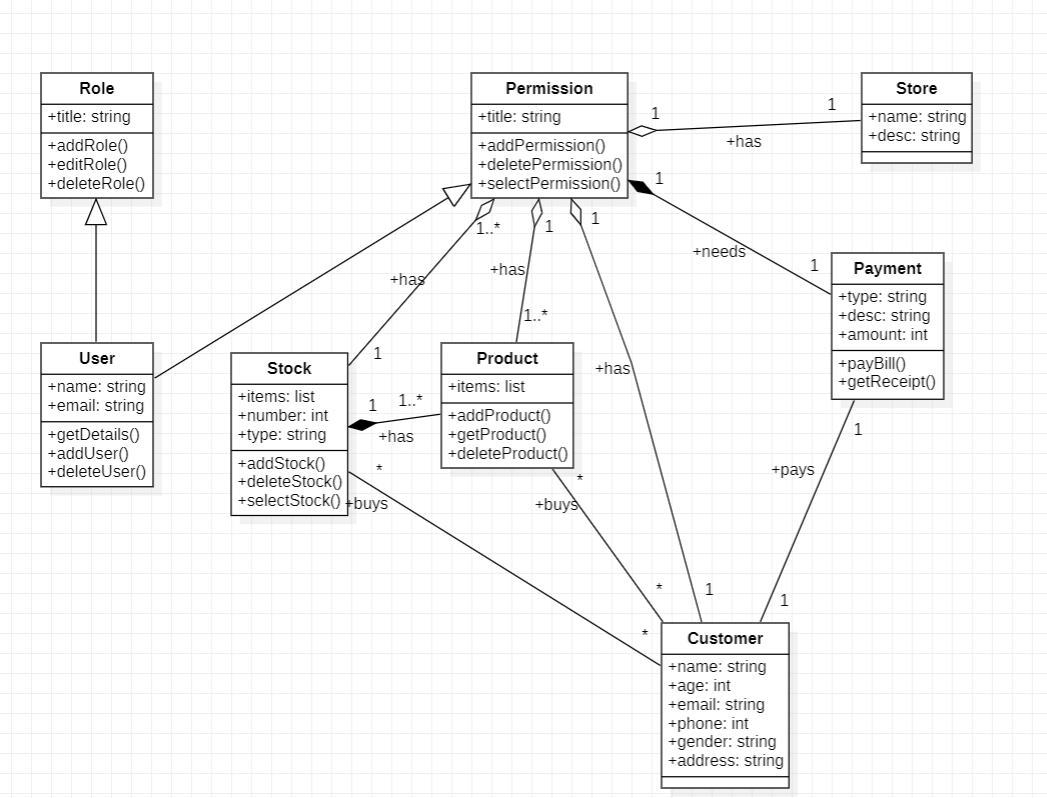 Role
+title: string
+addRole()
+editRole()
+deleteRole()
Permission
+title: string
+addPermission()
+deletePermission()
+selectPermission()
Store
+name: string
+desc: string
1
1
+has
1
+needs
1
1..*
1
1
+has
+has
1..*
1
+has
Payment
+type: string
+desc: string
+amount: int
+payBill()
+getReceipt()
User
+name: string
+email: string
+getDetails()
+addUser()
+deleteUser()
Stock
+items: list
+number: int
+type: string
+addStock()
+deleteStock()
+selectStock()
Product
+items: list
+addProduct()
+getProduct()
+deleteProduct()
1
1..*
+has
*
+buys
*
+buys
*
*
1
1
+pays
1
Customer
+name: string
+age: int
+email: string
+phone: int
+gender: string
+address: string